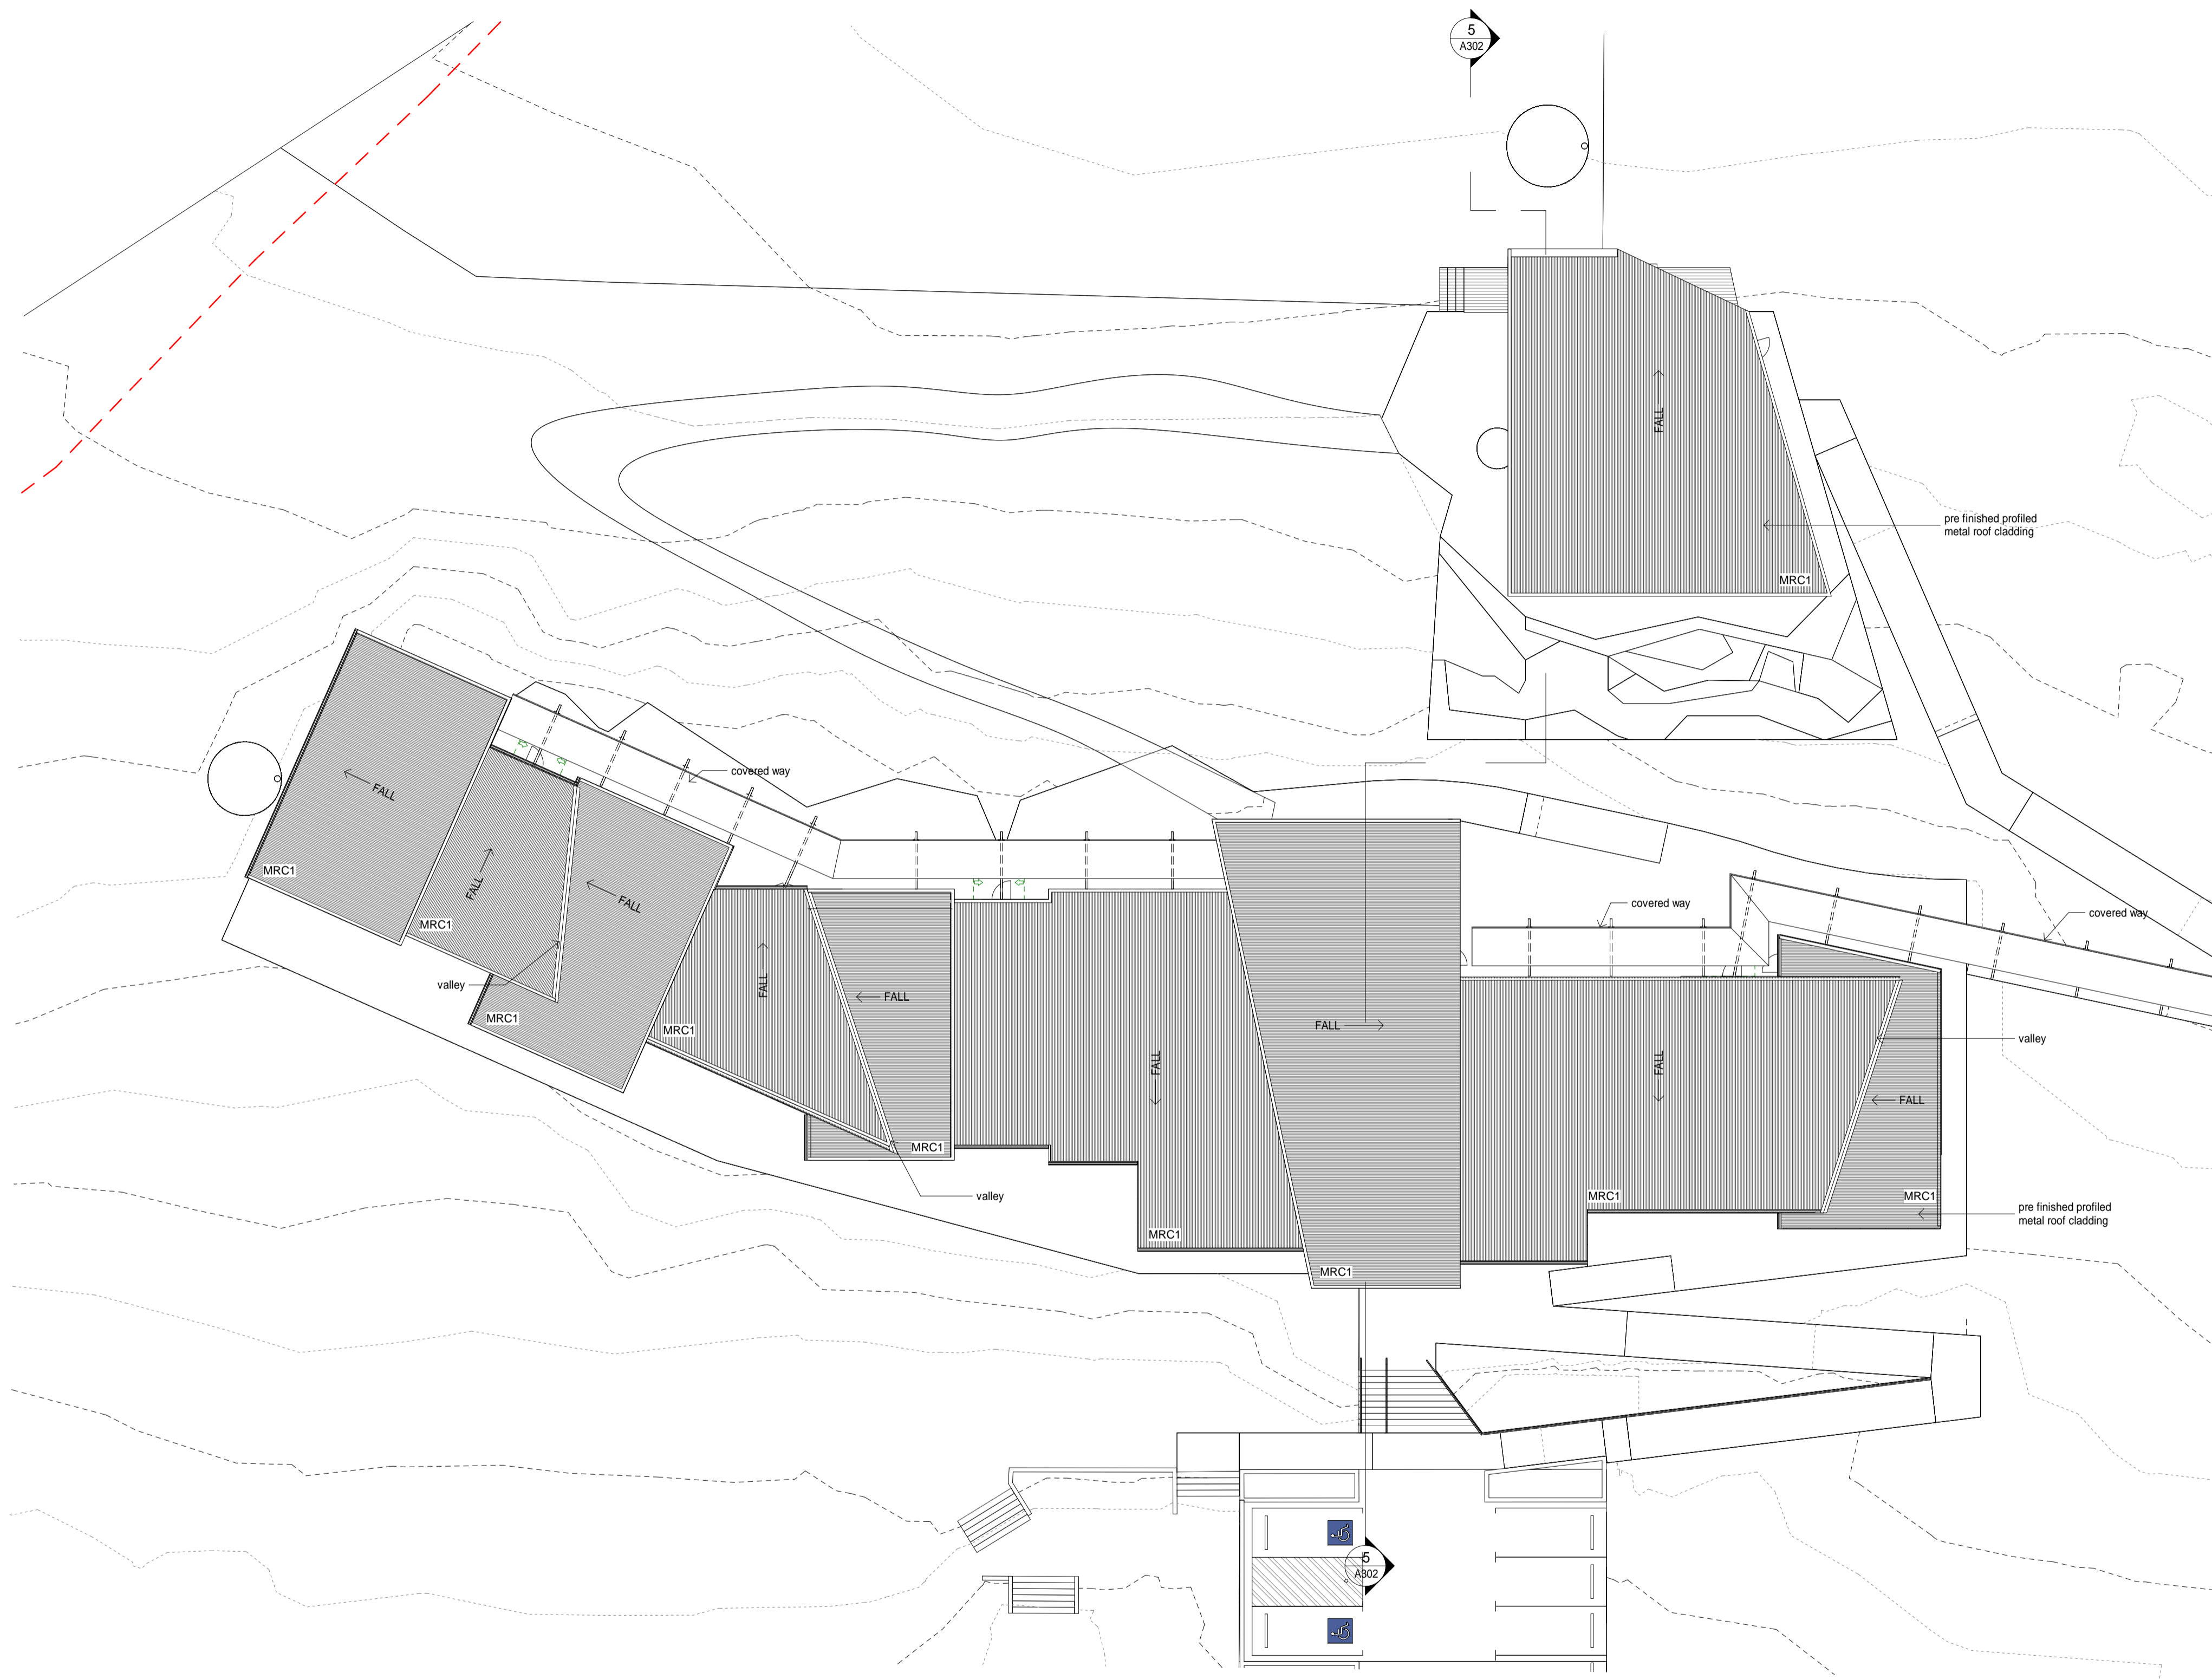 5
A302
FALL
pre finished profiled
metal roof cladding
MRC1
covered way
FALL
MRC1
FALL
FALL
covered way
covered way
MRC1
valley
FALL
FALL
MRC1
MRC1
FALL
FALL
FALL
valley
FALL
MRC1
valley
MRC1
MRC1
pre finished profiled
metal roof cladding
MRC1
MRC1
5
A302